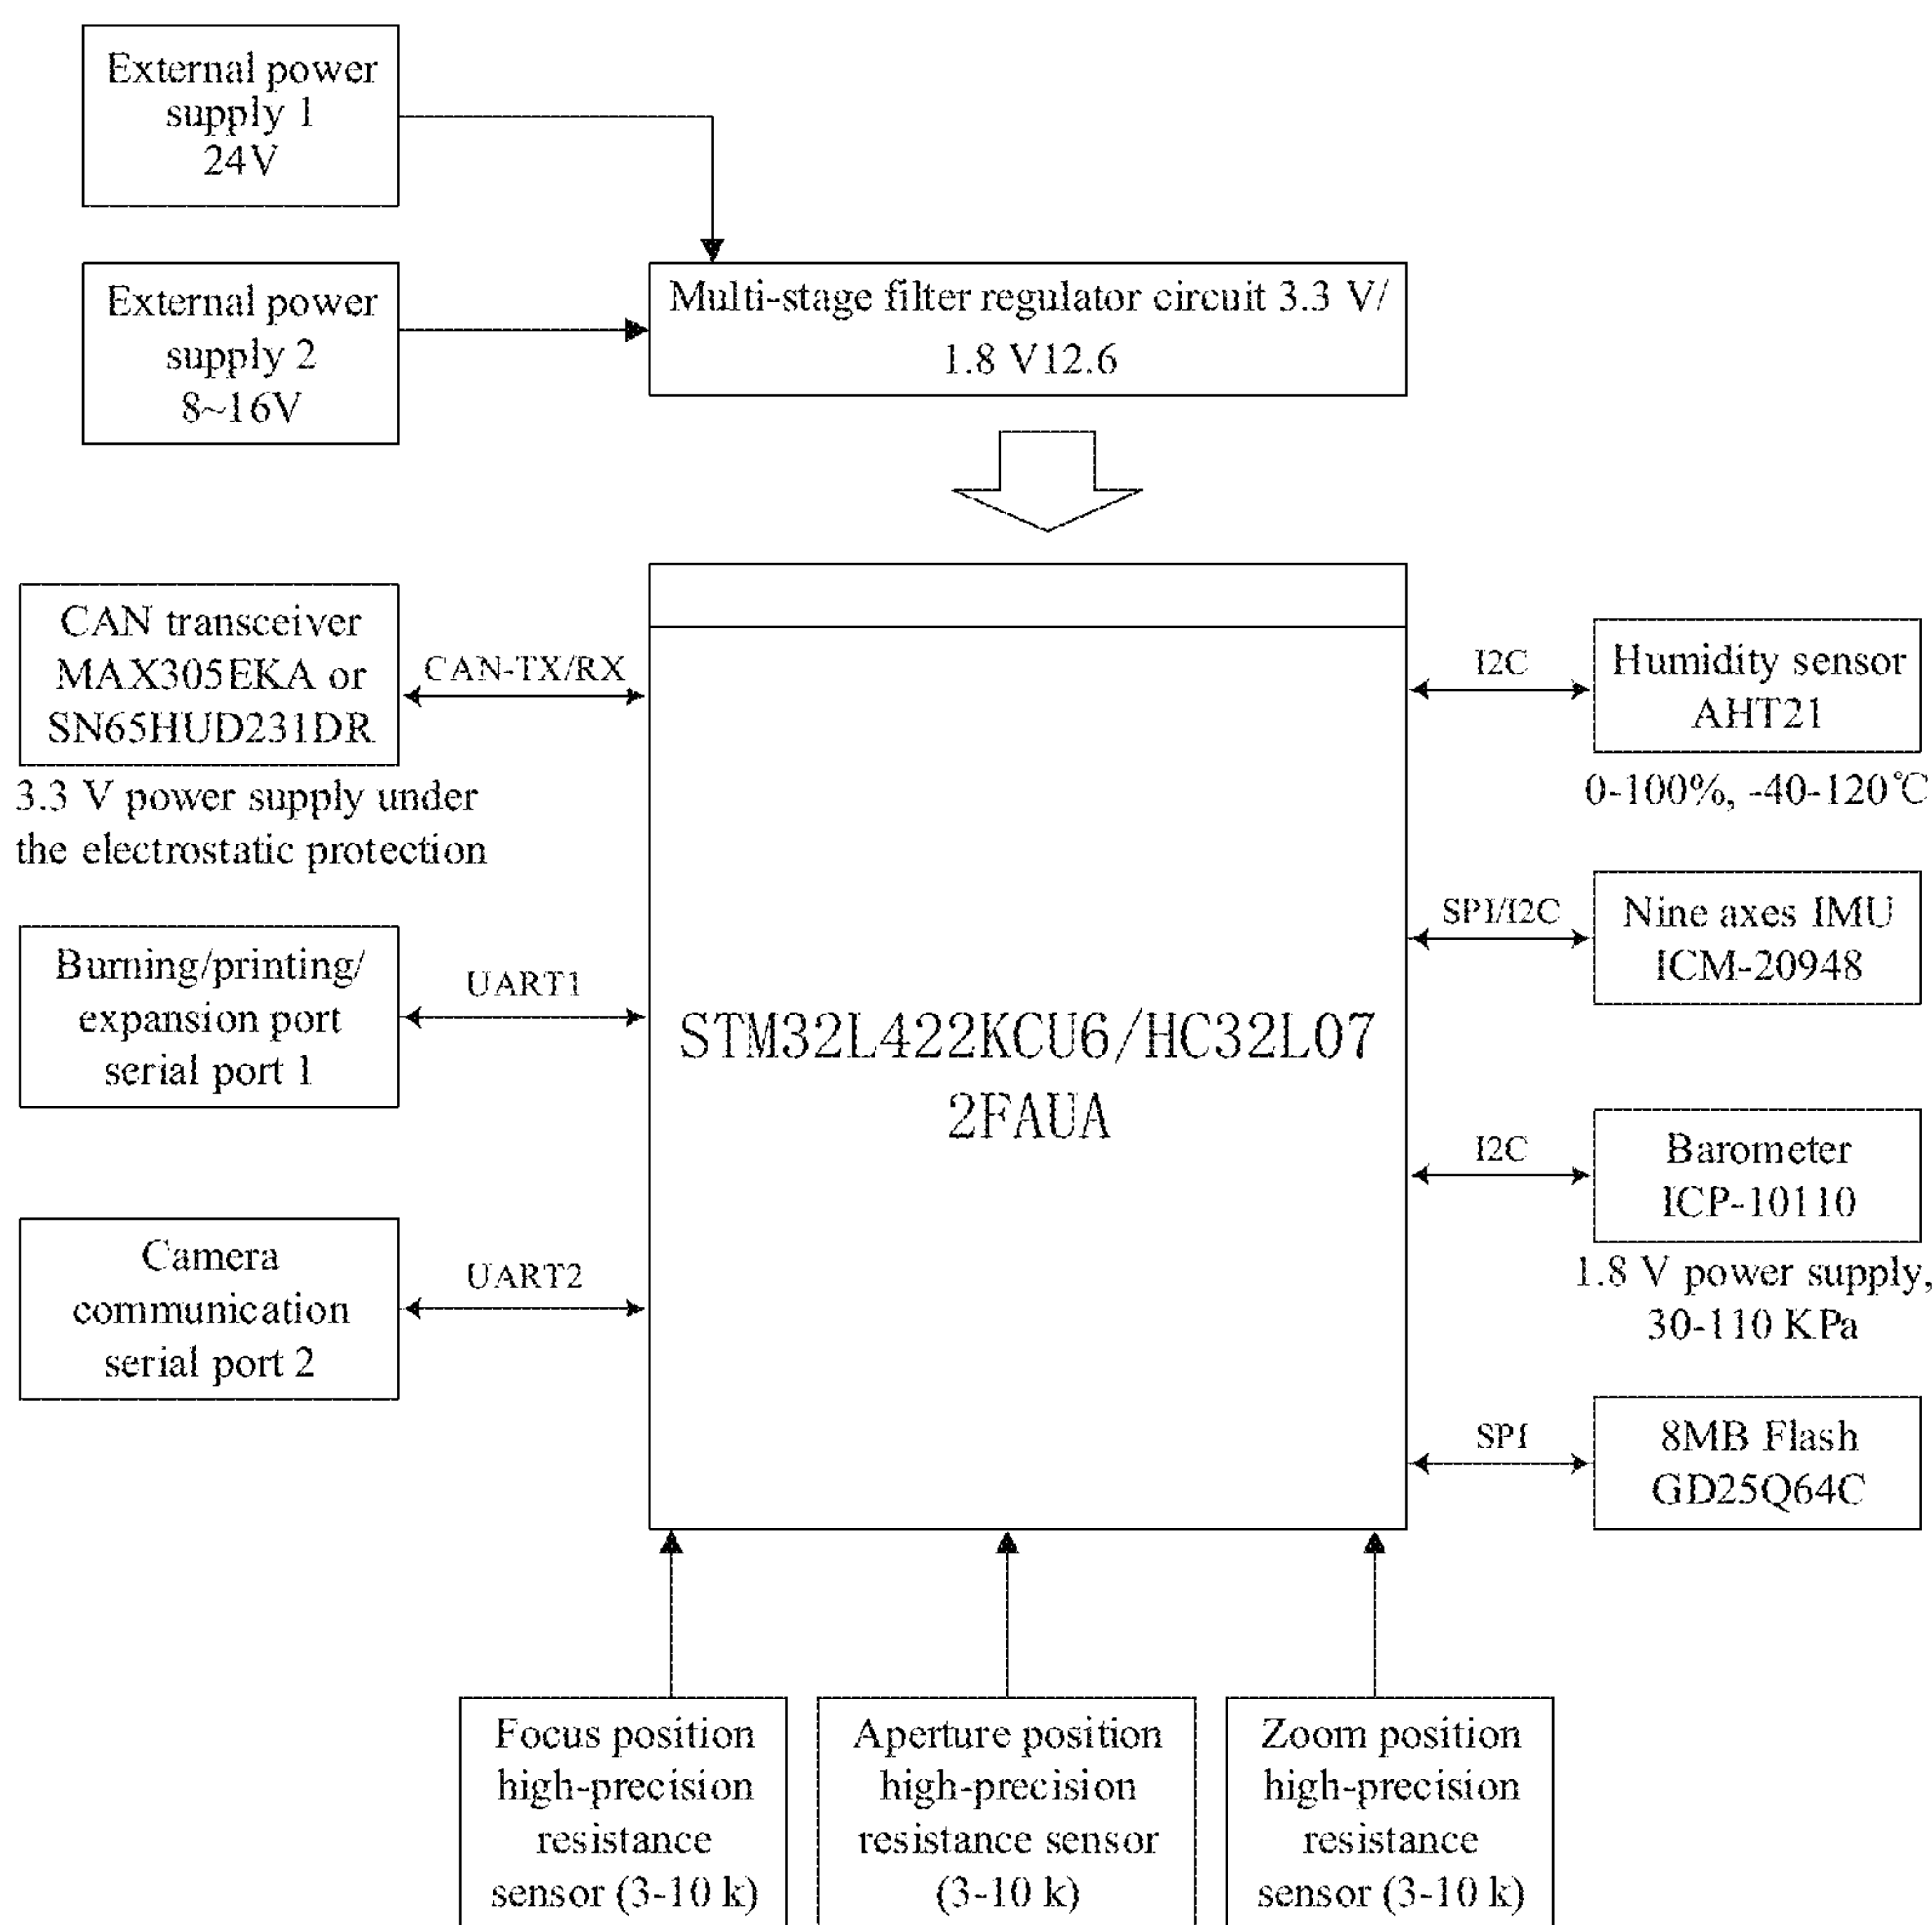 External power
supply 1
24V
External power
supply 2
8~16V
Multi-stage filter regulator circuit 3.3 V/
1.8 V12.6
CAN transceiver
MAX305EKA or
SN65HUD231DR
3.3 V power supply under
the electrostatic protection
CAN-TX/RX
Burning/printing/
expansion port
serial port 1
UART1
Camera
communication
serial port 2
UART2
STM32L422KCU6/HC32L07
2FAUA
I2C
Humidity sensor
AHT21
0-100%, -40-120℃
SPI/I2C
Nine axes IMU
ICM-20948
I2C
Barometer
ICP-10110
1.8 V power supply,
30-110 KPa
SPI
8MB Flash
GD25Q64C
Focus position
high-precision
resistance
sensor (3-10 k)
Aperture position
high-precision
resistance sensor
(3-10 k)
Zoom position
high-precision
resistance
sensor (3-10 k)